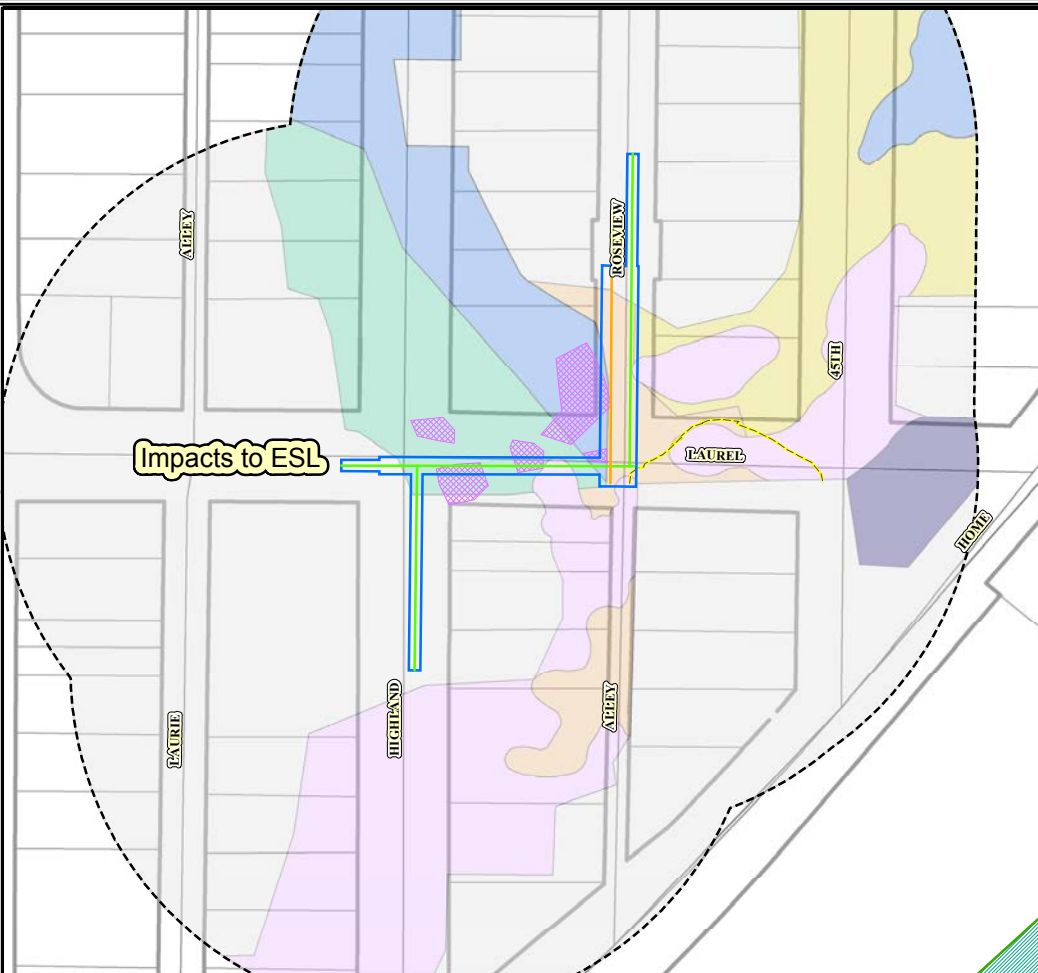 ALLEY
ROSEVIEW
45TH
Impacts to ESL
LAUREL
HOME
LAURIE
HIGHLAND
ALLEY